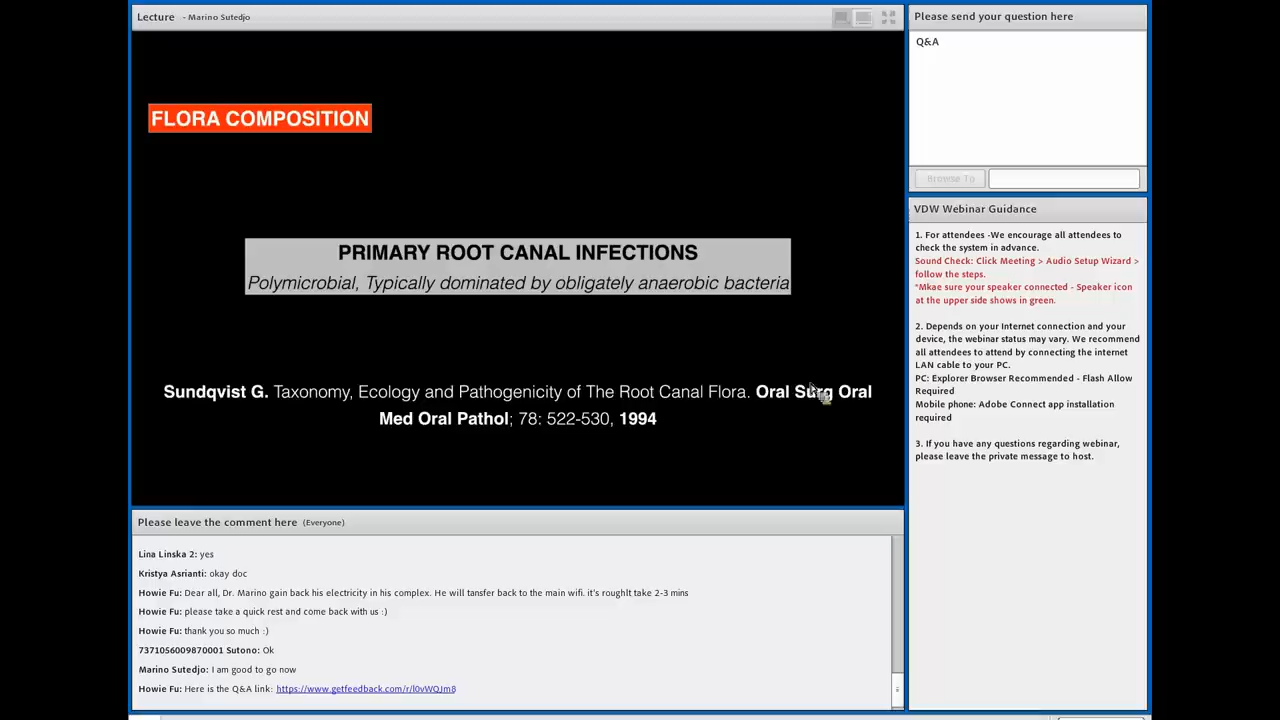 Lecture - Marino Sutedjo
FLORA COMPOSITION
PRIMARY ROOT CANAL INFECTIONS
Polymicrobial, Typically dominated by obligately anaerobic bacteria
Sundqvist G. Taxonomy, Ecology and Pathogenicity of The Root Canal Flora. Oral Surg Oral
Med Oral Pathol; 78: 522-530, 1994
Please leave the comment here (Everyone)
Lina Linska 2: yes
Kristya Asrianti: okay doc
Howie Fu: Dear all, Dr. Marino gain back his electricity in his complex. He will tansfer back to the main wifi. it's roughlt take 2-3 mins
Howie Fu: please take a quick rest and come back with us :)
Howie Fu: thank you so much :)
7371056009870001 Sutono: Ok
Marino Sutedjo: I am good to go now
Howie Fu: Here is the Q&A link: https://www.getfeedback.com/r/l0vWQJm8
Please send your question here
Q&A
Browse To
VDW Webinar Guidance
1. For attendees -We encourage all attendees to
check the system in advance.
Sound Check: Click Meeting > Audio Setup Wizard >
follow the steps.
*Mkae sure your speaker connected - Speaker icon
at the upper side shows in green.
2. Depends on your Internet connection and your
device, the webinar status may vary. We recommend
all attendees to attend by connecting the internet
LAN cable to your PC.
PC: Explorer Browser Recommended - Flash Allow
Required
Mobile phone: Adobe Connect app installation
required
3. If you have any questions regarding webinar,
please leave the private message to host.